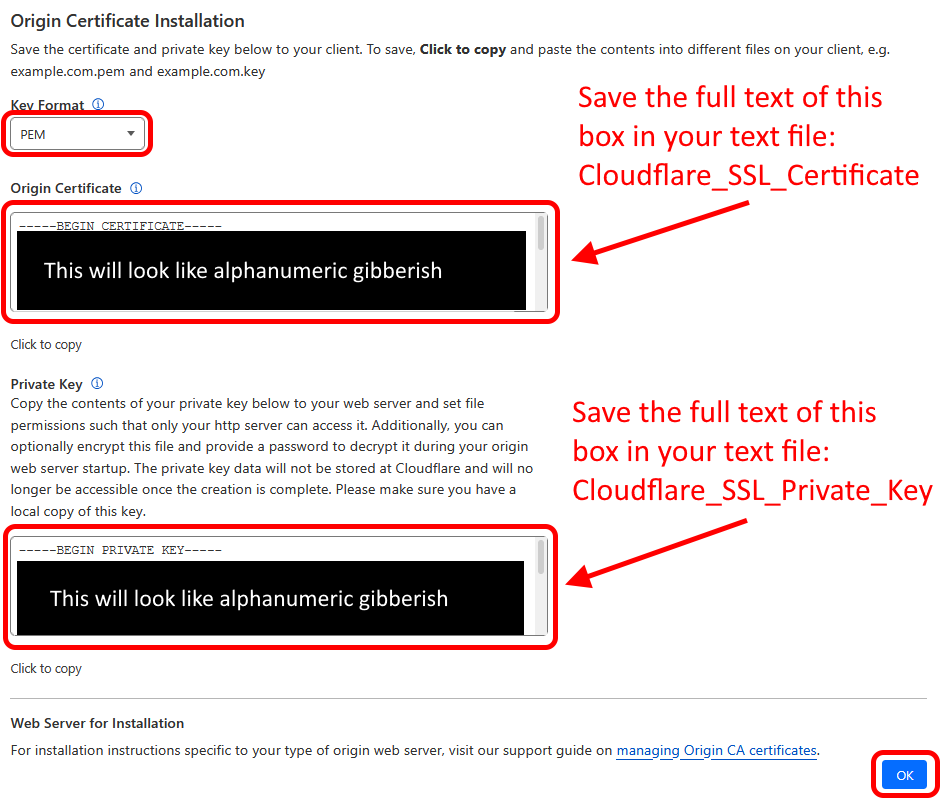 Origin Certificate Installation
Save the certificate and private key below to your client. To save, Click to copy and paste the contents into different files on your client, e.g.
example.com.pem and example.com.key
Key Format
PEM
Save the full text of this
box in your text file:
Cloudflare_SSL_Certificate
Origin Certificate
-----BEGIN CERTIFICATE-----
This will look like alphanumeric gibberish
Click to copy
Private Key
Copy the contents of your private key below to your web server and set file
permissions such that only your http server can access it. Additionally, you can
optionally encrypt this file and provide a password to decrypt it during your origin
web server startup. The private key data will not be stored at Cloudflare and will no
longer be accessible once the creation is complete. Please make sure you have a
local copy of this key.
Save the full text of this
box in your text file:
Cloudflare_SSL_Private_Key
-----BEGIN PRIVATE KEY-----
This will look like alphanumeric gibberish
Click to copy
Web Server for Installation
For installation instructions specific to your type of origin web server, visit our support guide on managing Origin CA certificates.
OK